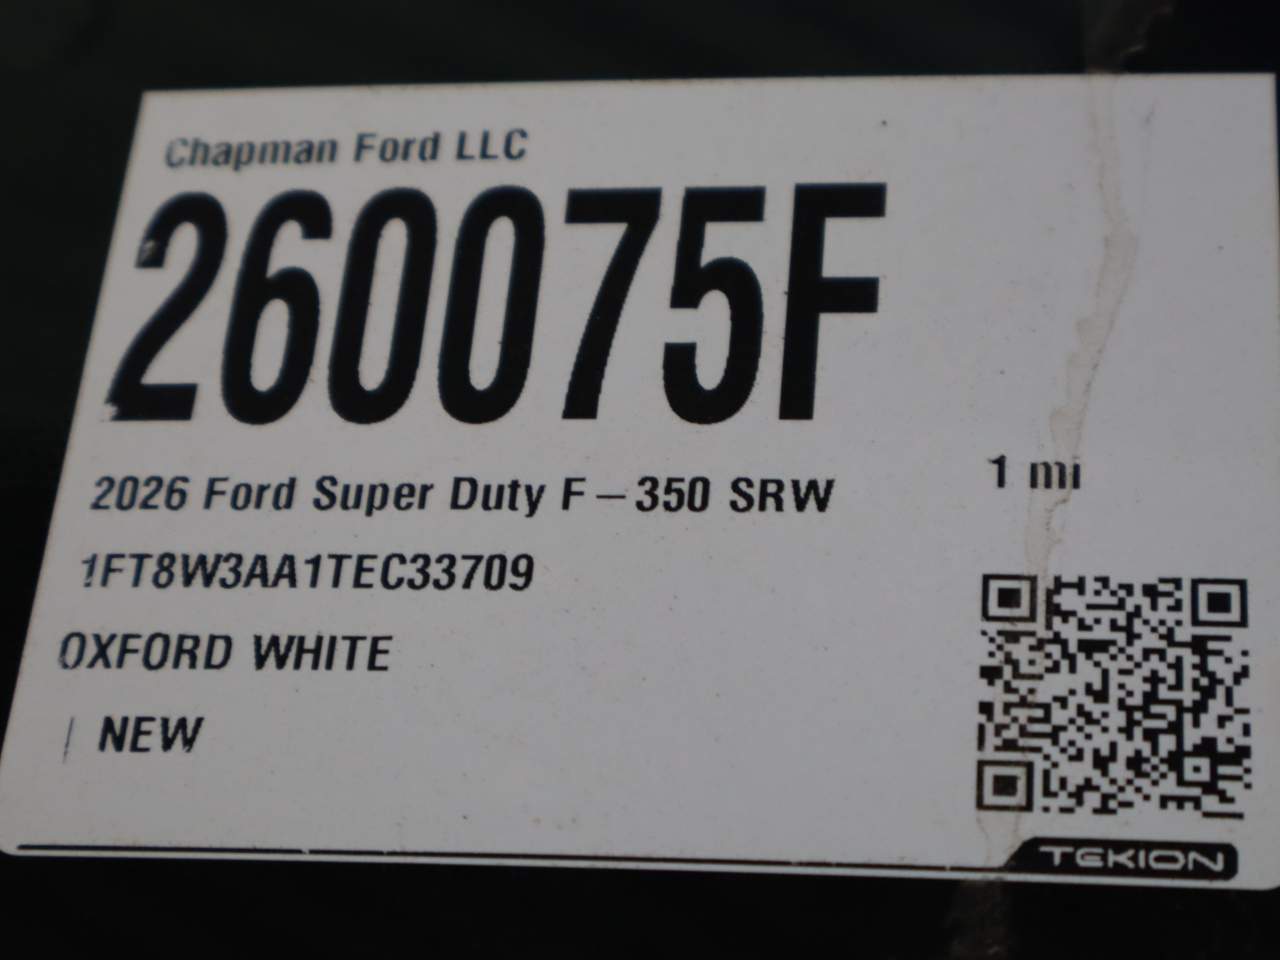 Chapman Ford LLC
260075F
2026 Ford Super Duty F-350 SRW
1 mi
1FT8W3AA1TEC33709
OXFORD WHITE
| NEW
TEKION